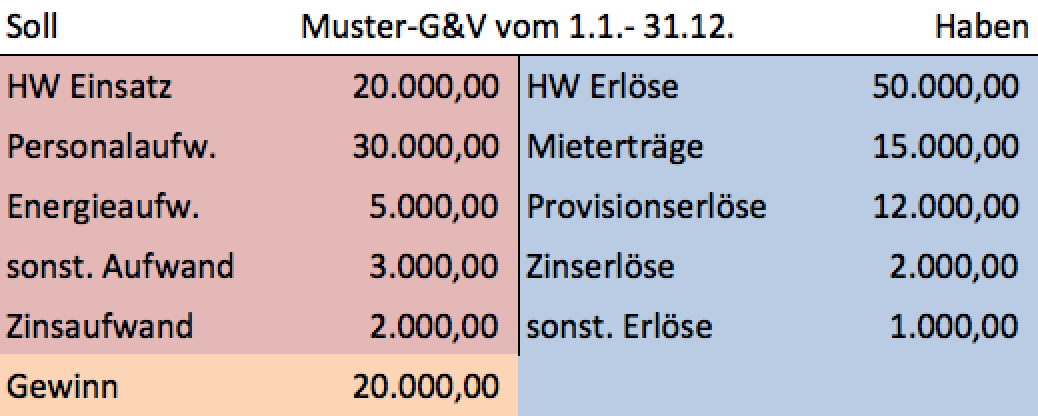 Soll Muster-G&V vom 1.1.- 31.12. Haben
HW Einsatz 20.000,00 HW Erlöse 50.000,00
Personalaufw. 30.000,00 Mieterträge 15.000,00
Energieaufw. 5.000,00 Provisionserlöse 12.000,00
sonst. Aufwand 3.000,00 Zinserlöse 2.000,00
Zinsaufwand 2.000,00 sonst. Erlöse 1.000,00
Gewinn 20.000,00